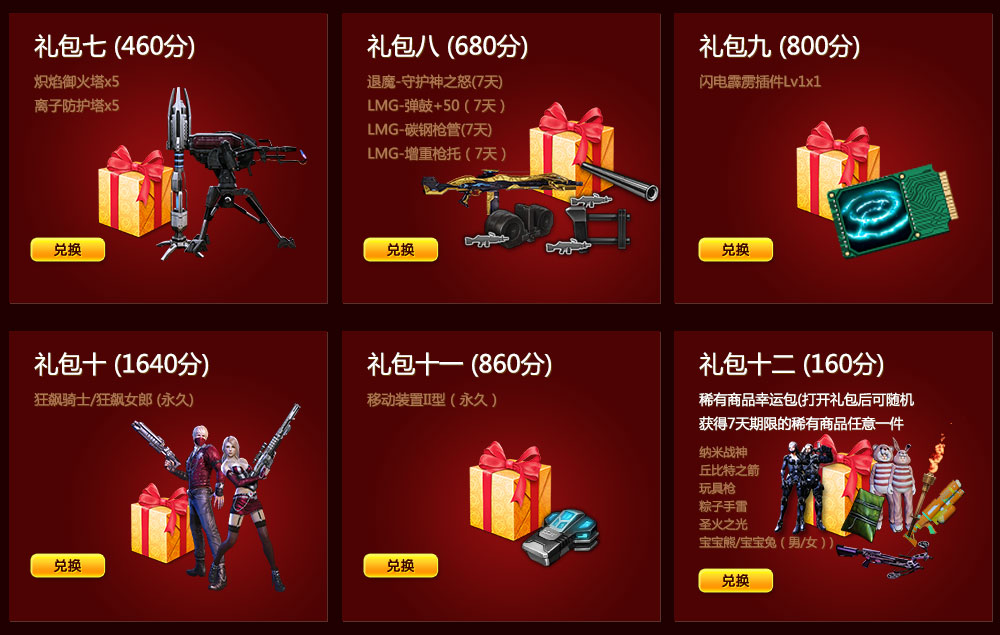 礼包七 (460分)
炽焰御火塔x5
离子防护塔x5
兑换
礼包八 (680分)
退魔-守护神之怒(7天)
LMG-弹鼓+50（7天）
LMG-碳钢枪管(7天)
LMG-增重枪托（7天）
兑换
礼包九 (800分)
闪电霹雳插件Lv1x1
兑换
礼包十 (1640分)
狂飙骑士/狂飙女郎 (永久)
兑换
礼包十一 (860分)
移动装置II型（永久）
兑换
礼包十二 (160分)
稀有商品幸运包(打开礼包后可随机
获得7天期限的稀有商品任意一件
纳米战神
丘比特之箭
玩具枪
粽子手雷
圣火之光
宝宝熊/宝宝兔（男/女））
兑换